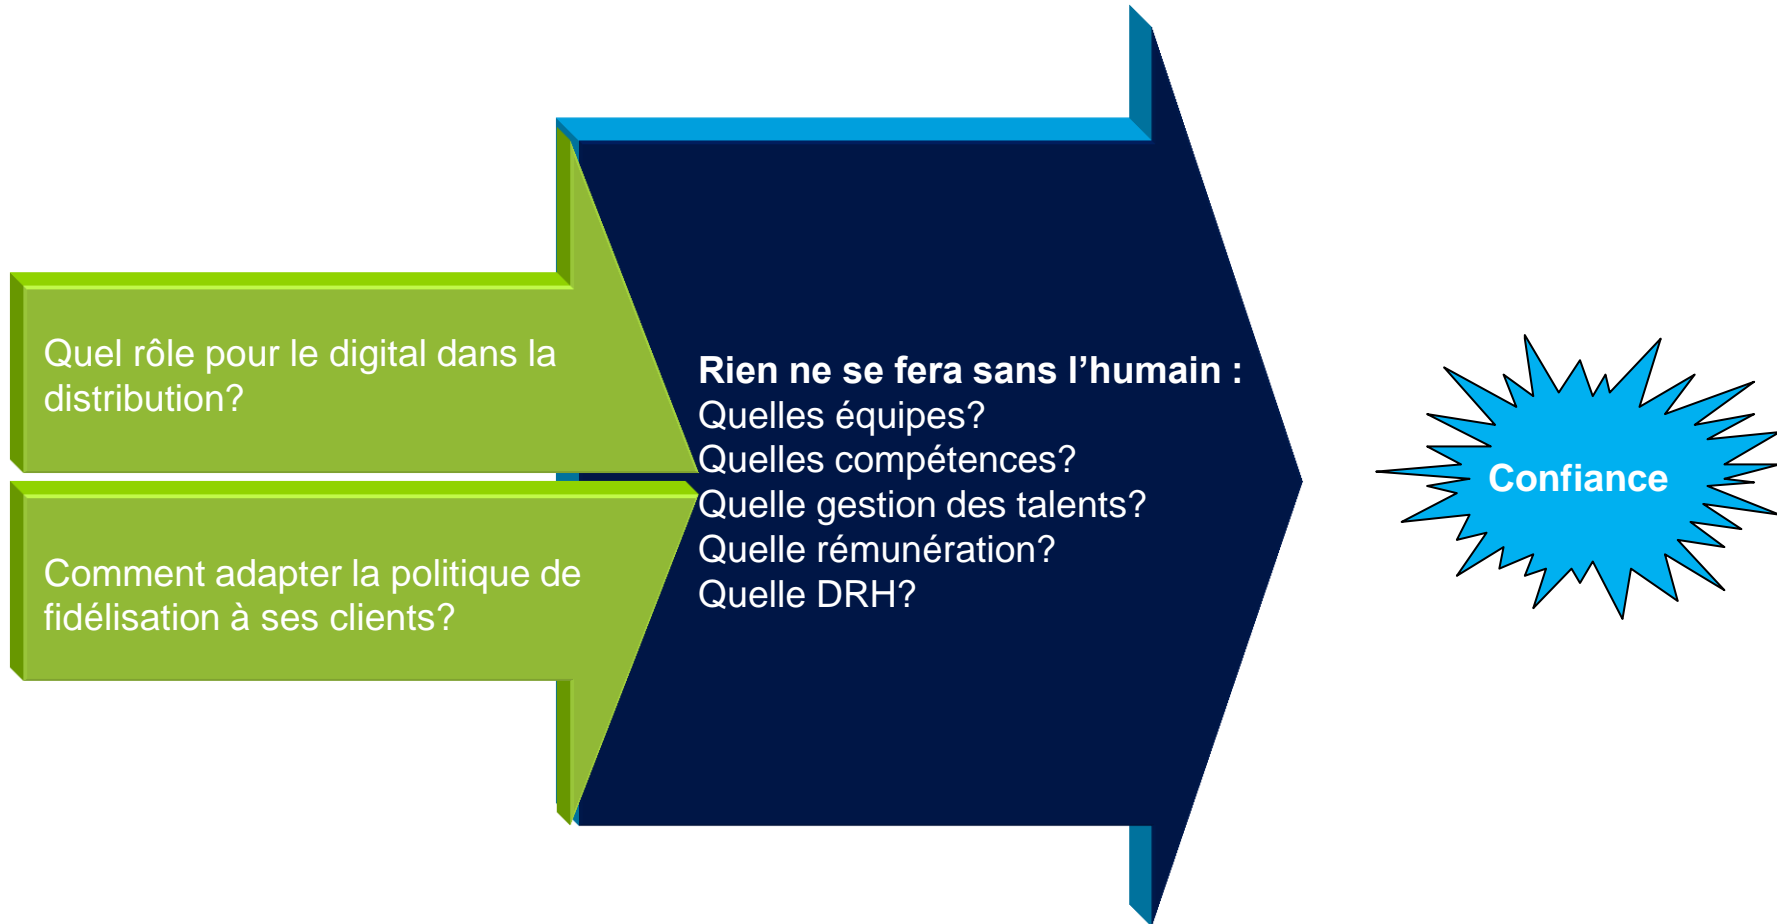 Quel rôle pour le digital dans la
distribution?
Comment adapter la politique de
fidélisation à ses clients?
Rien ne se fera sans l’humain :
Quelles équipes?
Quelles compétences?
Quelle gestion des talents?
Quelle rémunération?
Quelle DRH?
Confiance